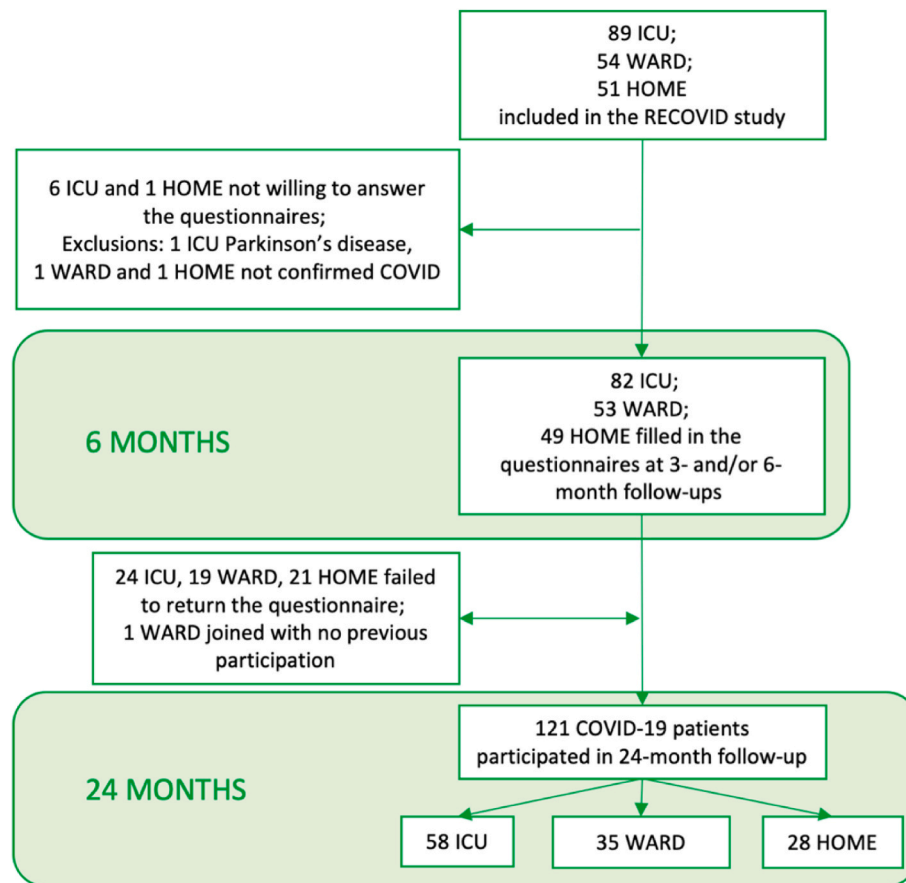 89 ICU;
54 WARD;
51 HOME
included in the RECOVID study
6 ICU and 1 HOME not willing to answer
the questionnaires;
Exclusions: 1 ICU Parkinson's disease,
1 WARD and 1 HOME not confirmed COVID
6 MONTHS
82 ICU;
53 WARD;
49 HOME filled in the
questionnaires at 3- and/or 6-
month follow-ups
24 ICU, 19 WARD, 21 HOME failed
to return the questionnaire;
1 WARD joined with no previous
participation
24 MONTHS
121 COVID-19 patients
participated in 24-month follow-up
58 ICU
35 WARD
28 HOME